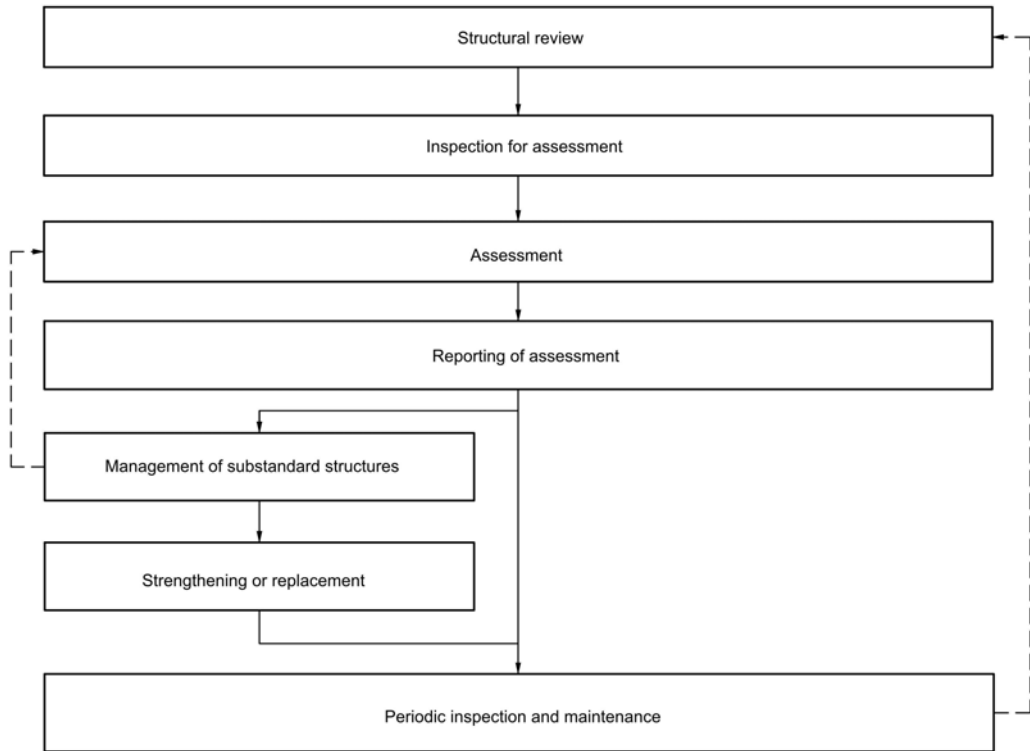 Structural review
Inspection for assessment
Assessment
Reporting of assessment
Management of substandard structures
Strengthening or replacement
Periodic inspection and maintenance